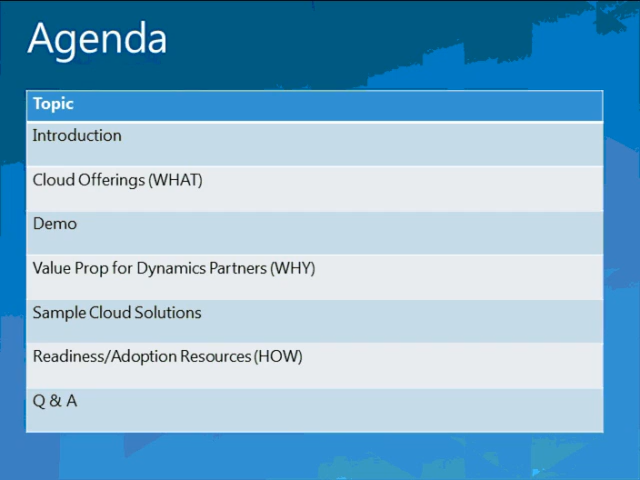 Agenda
Topic
Introduction
Cloud Offerings (WHAT)
Demo
Value Prop for Dynamics Partners (WHY)
Sample Cloud Solutions
Readiness/Adoption Resources (HOW)
Q & A